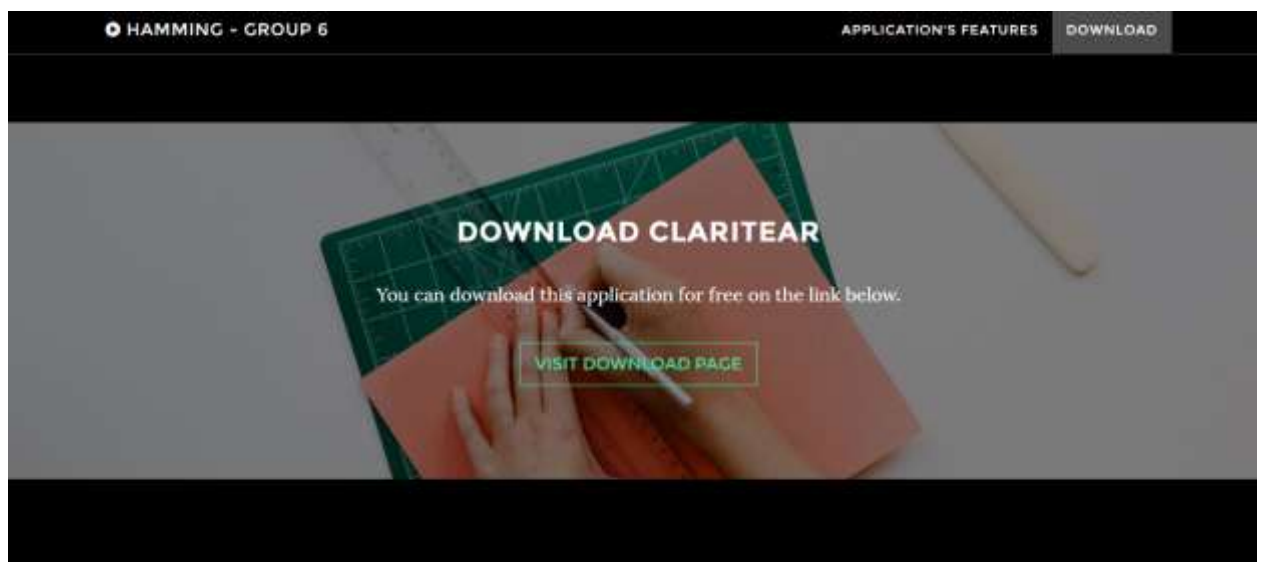 HAMMING - GROUP 6
APPLICATION'S FEATURES
DOWNLOAD
DOWNLOAD CLARITEAR
You can download this application for free on the link below.
VISIT DOWNLOAD PAGE